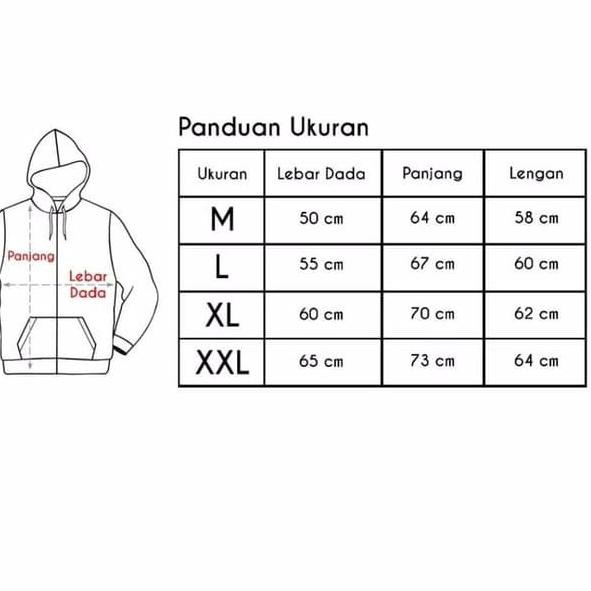 Panduan Ukuran
Ukuran Lebar Dada Panjang Lengan
M 50 cm 64 cm 58 cm
L 55 cm 67 cm 60 cm
XL 60 cm 70 cm 62 cm
XXL 65 cm 73 cm 64 cm
Panjang
Lebar
Dada